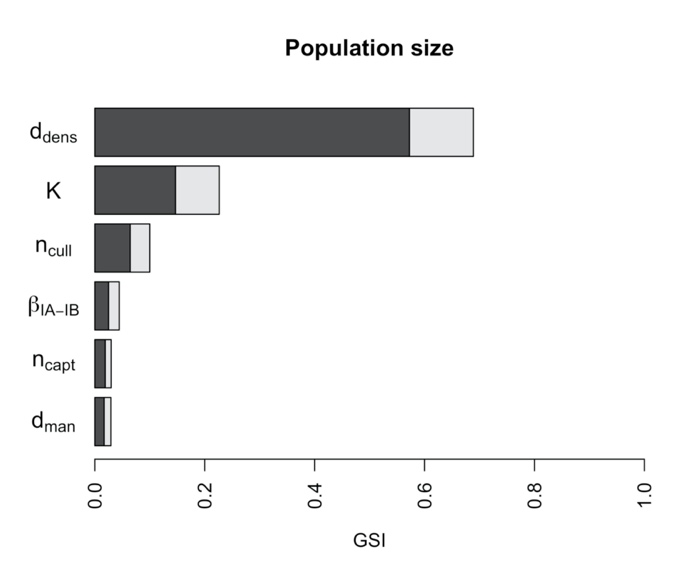 Population size
d_dens
K
n_cull
β_IA−IB
n_capt
d_man
0.0 0.2 0.4 0.6 0.8 1.0
GSI